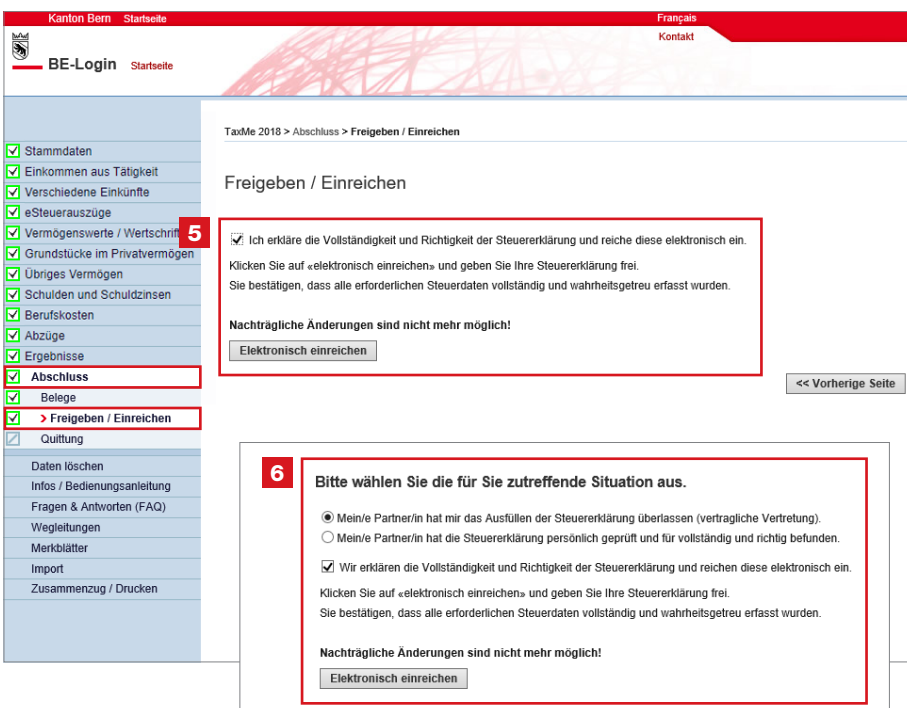 Kanton Bern Startseite
Français
Kontakt
BE-Login Startseite
TaxMe 2018 > Abschluss > Freigeben / Einreichen
Stammdaten
Einkommen aus Tätigkeit
Verschiedene Einkünfte
eSteuerauszüge
Vermögenswerte / Wertschrift
Grundstücke im Privatvermögen
Übriges Vermögen
Schulden und Schuldzinsen
Berufskosten
Abzüge
Ergebnisse
Abschluss
Belege
> Freigeben / Einreichen
Quittung
Daten löschen
Infos / Bedienungsanleitung
Fragen & Antworten (FAQ)
Wegleitungen
Merkblätter
Import
Zusammenzug / Drucken
Freigeben / Einreichen
5
Ich erkläre die Vollständigkeit und Richtigkeit der Steuererklärung und reiche diese elektronisch ein.
Klicken Sie auf «elektronisch einreichen» und geben Sie Ihre Steuererklärung frei.
Sie bestätigen, dass alle erforderlichen Steuerdaten vollständig und wahrheitsgetreu erfasst wurden.
Nachträgliche Änderungen sind nicht mehr möglich!
Elektronisch einreichen
<< Vorherige Seite
6
Bitte wählen Sie die für Sie zutreffende Situation aus.
Mein/e Partner/in hat mir das Ausfüllen der Steuererklärung überlassen (vertragliche Vertretung).
Mein/e Partner/in hat die Steuererklärung persönlich geprüft und für vollständig und richtig befunden.
Wir erklären die Vollständigkeit und Richtigkeit der Steuererklärung und reichen diese elektronisch ein.
Klicken Sie auf «elektronisch einreichen» und geben Sie Ihre Steuererklärung frei.
Sie bestätigen, dass alle erforderlichen Steuerdaten vollständig und wahrheitsgetreu erfasst wurden.
Nachträgliche Änderungen sind nicht mehr möglich!
Elektronisch einreichen